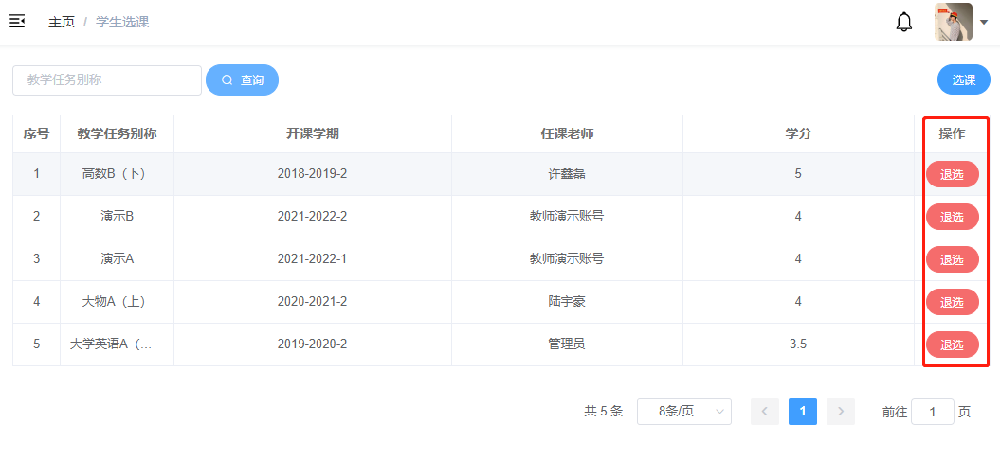 主页 / 学生选课
教学任务别称 查询 选课
序号 教学任务别称 开课学期 任课老师 学分 操作
1 高数B（下） 2018-2019-2 许鑫磊 5 退选
2 演示B 2021-2022-2 教师演示账号 4 退选
3 演示A 2021-2022-1 教师演示账号 4 退选
4 大物A（上） 2020-2021-2 陆宇豪 4 退选
5 大学英语A（... 2019-2020-2 管理员 3.5 退选
共 5 条 8条/页 1 前往 1 页